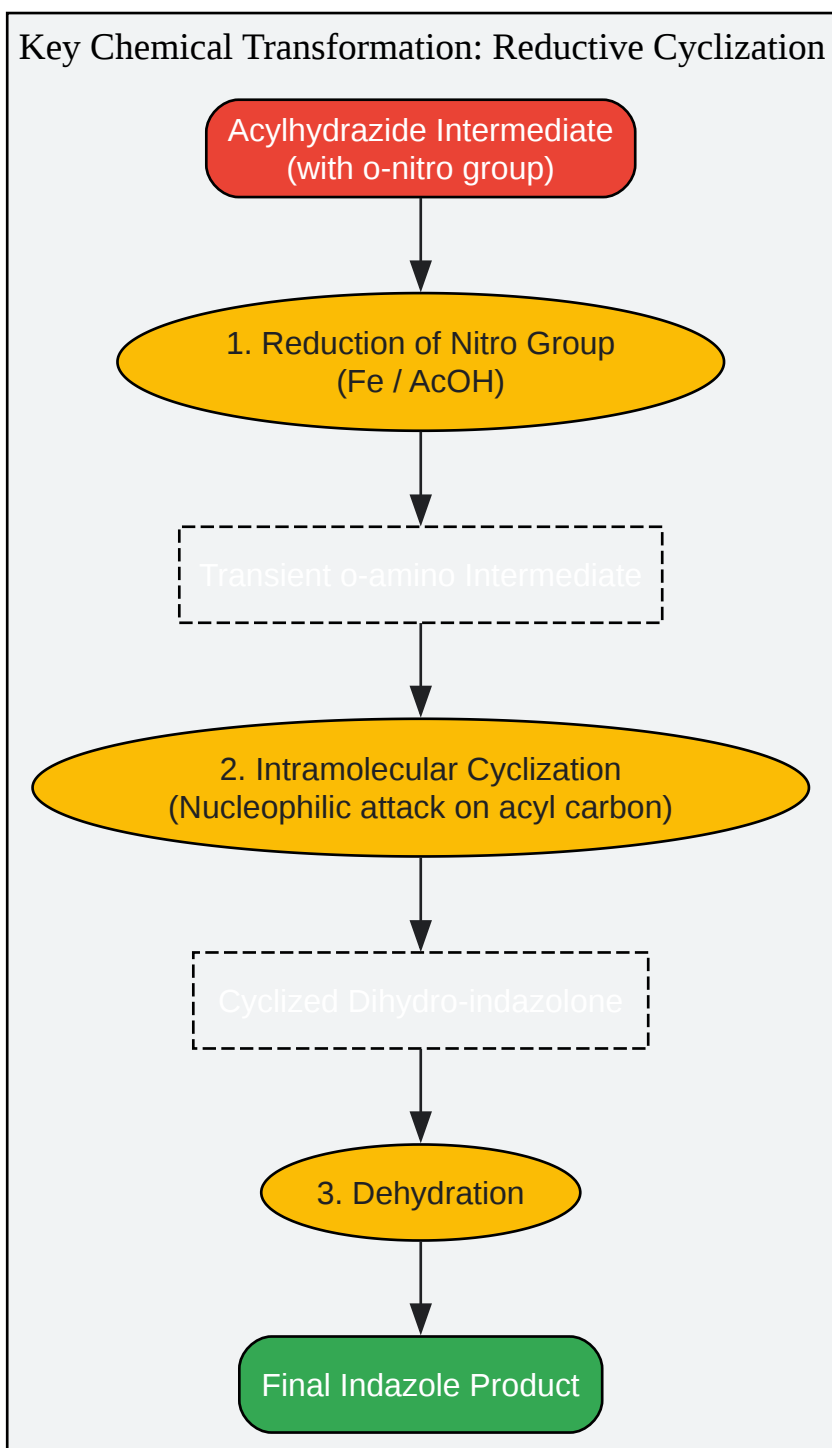 Key Chemical Transformation: Reductive Cyclization
Acylhydrazide Intermediate
(with o-nitro group)
1. Reduction of Nitro Group
(Fe / AcOH)
Transient o-amino Intermediate
2. Intramolecular Cyclization
(Nucleophilic attack on acyl carbon)
Cyclized Dihydro-indazolone
3. Dehydration
Final Indazole Product